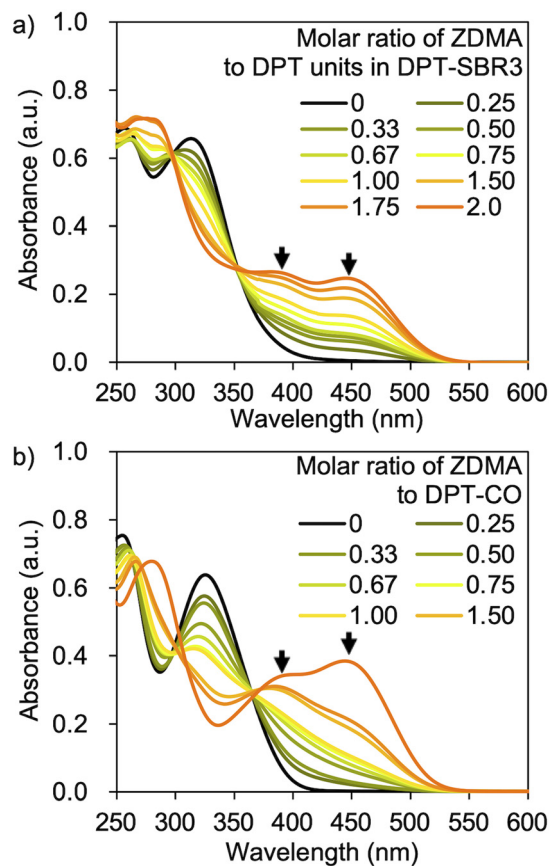 a)
Molar ratio of ZDMA
to DPT units in DPT-SBR3
0 0.25
0.33 0.50
0.67 0.75
1.00 1.50
1.75 2.0
Absorbance (a.u.)
1.0
0.8
0.6
0.4
0.2
0.0
250 300 350 400 450 500 550 600
Wavelength (nm)
b)
Molar ratio of ZDMA
to DPT-CO
0 0.25
0.33 0.50
0.67 0.75
1.00 1.50
Absorbance (a.u.)
1.0
0.8
0.6
0.4
0.2
0.0
250 300 350 400 450 500 550 600
Wavelength (nm)